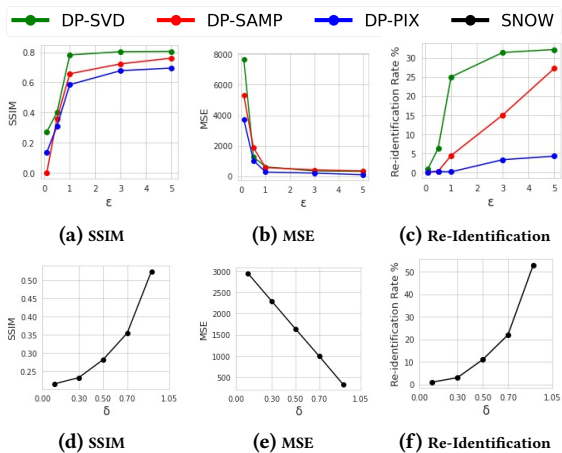 DP-SVD DP-SAMP DP-PIX SNOW
SSIM
0.8
0.6
0.4
0.2
0.0
0 1 2 3 4 5
ε
MSE
8000
6000
4000
2000
0
0 1 2 3 4 5
ε
Re-identification Rate %
30
25
20
15
10
5
0
0 1 2 3 4 5
ε
(a) SSIM (b) MSE (c) Re-Identification
SSIM
0.50
0.45
0.40
0.35
0.30
0.25
0.00 0.30 0.50 0.70 1.05
δ
MSE
3000
2500
2000
1500
1000
500
0.00 0.30 0.50 0.70 1.05
δ
Re-identification Rate %
50
40
30
20
10
0
0.00 0.30 0.50 0.70 1.05
δ
(d) SSIM (e) MSE (f) Re-Identification